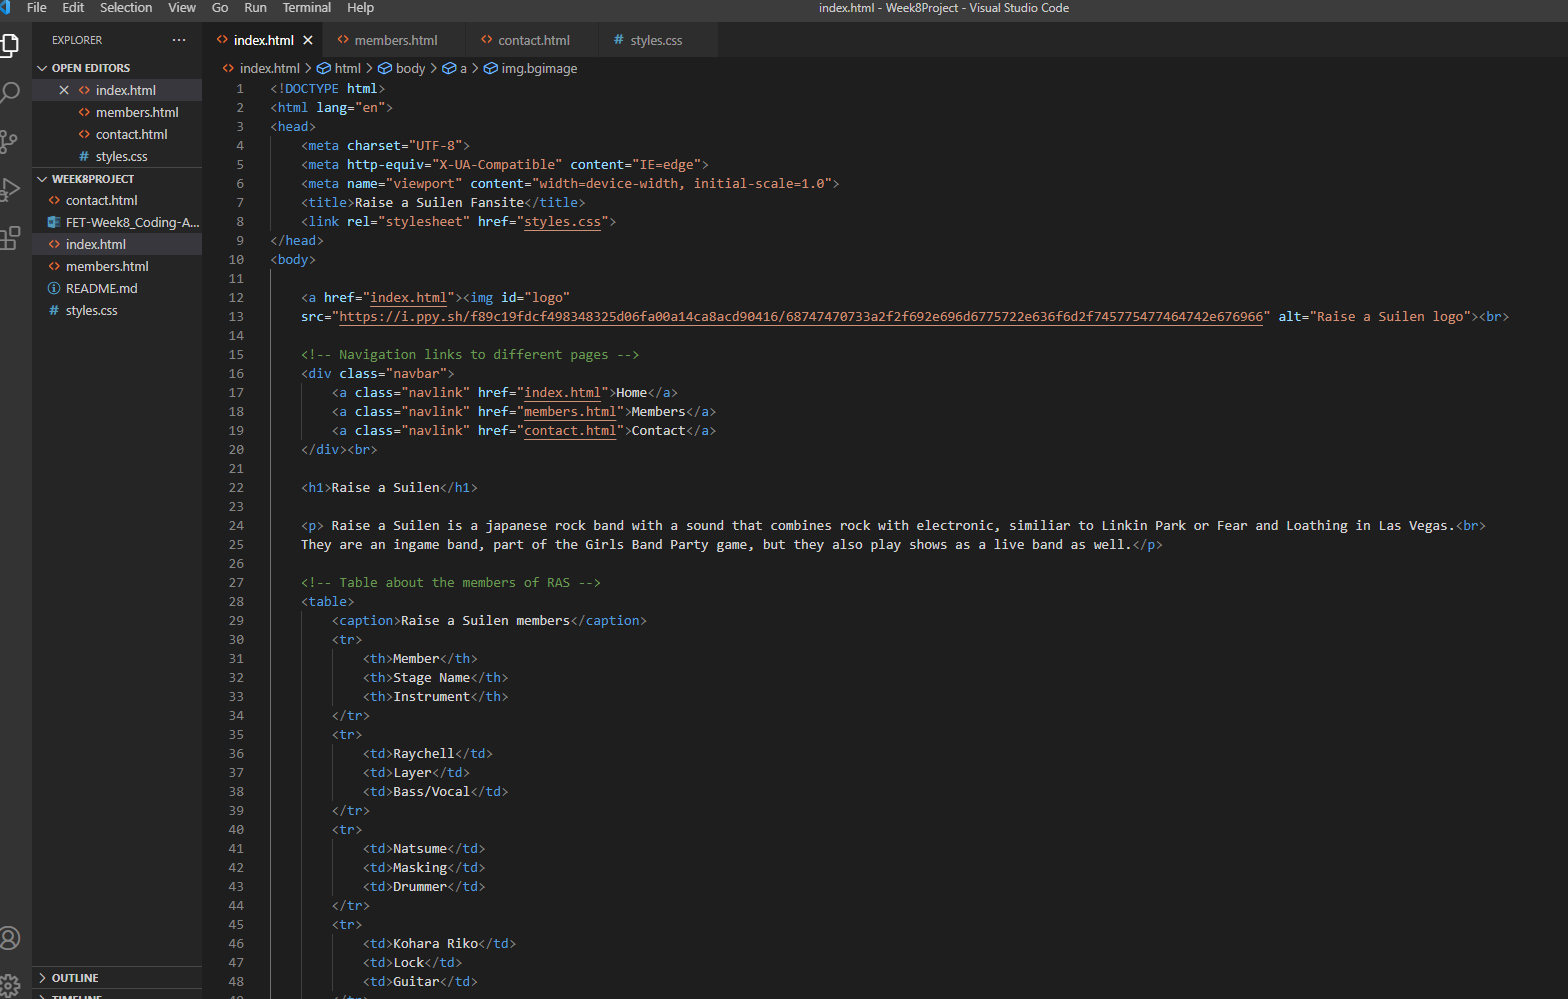 File Edit Selection View Go Run Terminal Help
index.html - Week8Project - Visual Studio Code
EXPLORER ...
OPEN EDITORS
index.html
members.html
contact.html
# styles.css
WEEK8PROJECT
contact.html
FET-Week8_Coding-A...
index.html
members.html
README.md
# styles.css
OUTLINE
TIMELINE
index.html members.html contact.html # styles.css
index.html > html > body > a > img.bgimage
1 <!DOCTYPE html>
2 <html lang="en">
3 <head>
4 <meta charset="UTF-8">
5 <meta http-equiv="X-UA-Compatible" content="IE=edge">
6 <meta name="viewport" content="width=device-width, initial-scale=1.0">
7 <title>Raise a Suilen Fansite</title>
8 <link rel="stylesheet" href="styles.css">
9 </head>
10 <body>
11
12 <a href="index.html"><img id="logo"
13 src="https://i.ppy.sh/f89c19fdcf498348325d06fa00a14ca8acd90416/68747470733a2f2f692e696d6775722e636f6d2f745775477464742e676966" alt="Raise a Suilen logo"><br>
14
15 <!-- Navigation links to different pages -->
16 <div class="navbar">
17 <a class="navlink" href="index.html">Home</a>
18 <a class="navlink" href="members.html">Members</a>
19 <a class="navlink" href="contact.html">Contact</a>
20 </div><br>
21
22 <h1>Raise a Suilen</h1>
23
24 <p> Raise a Suilen is a japanese rock band with a sound that combines rock with electronic, similiar to Linkin Park or Fear and Loathing in Las Vegas.<br>
25 They are an ingame band, part of the Girls Band Party game, but they also play shows as a live band as well.</p>
26
27 <!-- Table about the members of RAS -->
28 <table>
29 <caption>Raise a Suilen members</caption>
30 <tr>
31 <th>Member</th>
32 <th>Stage Name</th>
33 <th>Instrument</th>
34 </tr>
35 <tr>
36 <td>Raychell</td>
37 <td>Layer</td>
38 <td>Bass/Vocal</td>
39 </tr>
40 <tr>
41 <td>Natsume</td>
42 <td>Masking</td>
43 <td>Drummer</td>
44 </tr>
45 <tr>
46 <td>Kohara Riko</td>
47 <td>Lock</td>
48 <td>Guitar</td>